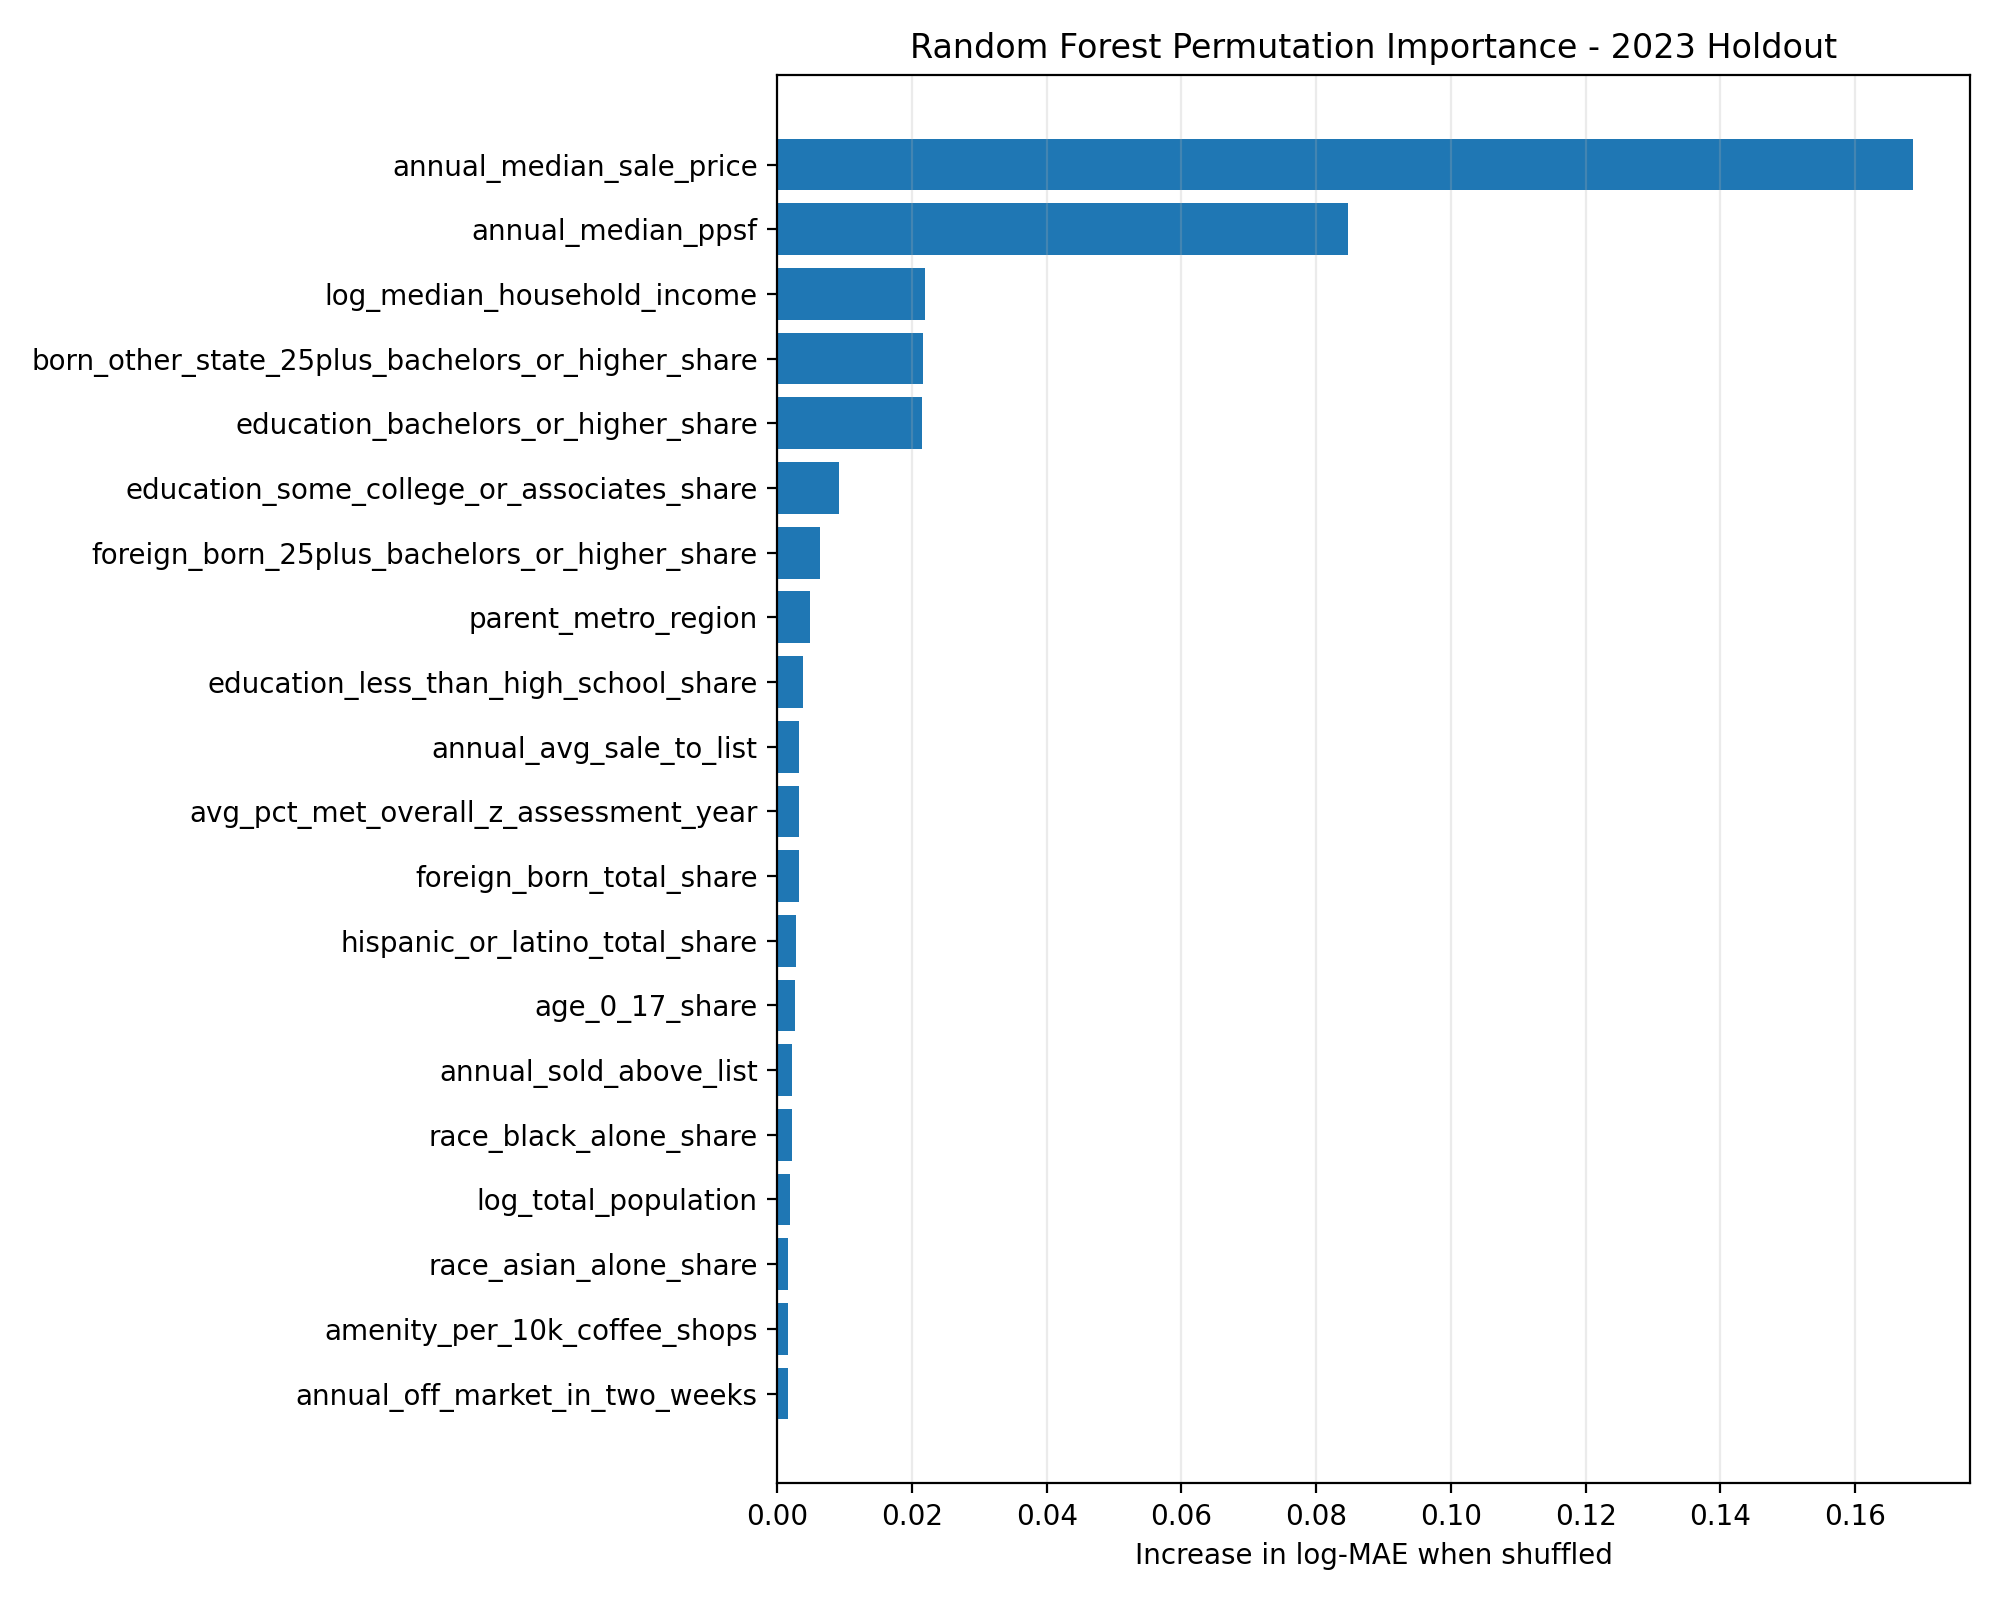 Random Forest Permutation Importance - 2023 Holdout
annual_median_sale_price
annual_median_ppsf
log_median_household_income
born_other_state_25plus_bachelors_or_higher_share
education_bachelors_or_higher_share
education_some_college_or_associates_share
foreign_born_25plus_bachelors_or_higher_share
parent_metro_region
education_less_than_high_school_share
annual_avg_sale_to_list
avg_pct_met_overall_z_assessment_year
foreign_born_total_share
hispanic_or_latino_total_share
age_0_17_share
annual_sold_above_list
race_black_alone_share
log_total_population
race_asian_alone_share
amenity_per_10k_coffee_shops
annual_off_market_in_two_weeks
0.00 0.02 0.04 0.06 0.08 0.10 0.12 0.14 0.16
Increase in log-MAE when shuffled